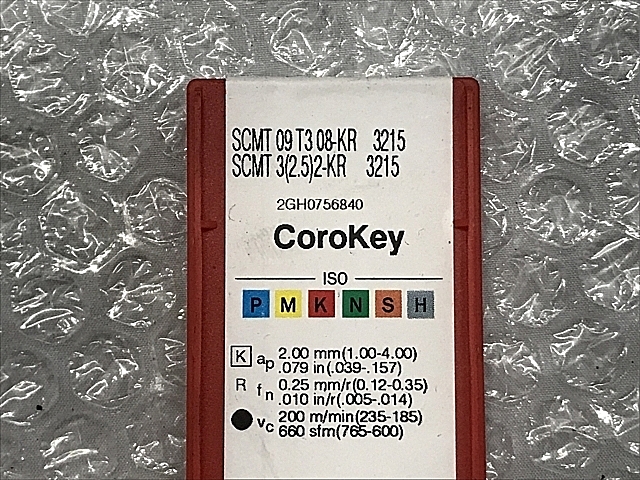 SCMT 09 T3 08-KR 3215
SCMT 3(2.5)2-KR 3215
2GH0756840
CoroKey
ISO
P M K N S H
K ap 2.00 mm(1.00-4.00)
.079 in(.039-.157)
R fn 0.25 mm/r(0.12-0.35)
.010 in/r(.005-.014)
vc 200 m/min(235-185)
660 sfm(765-600)